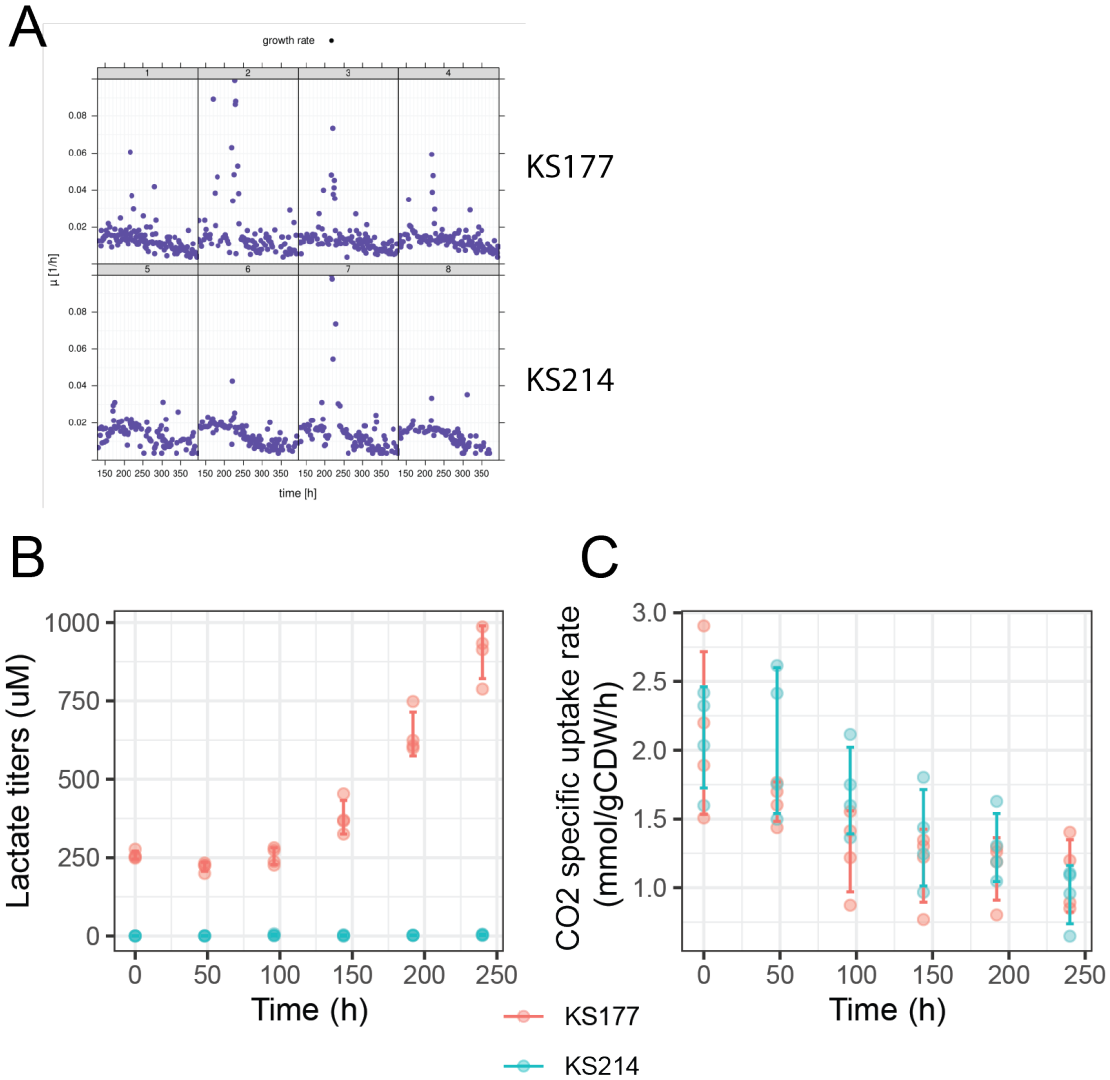 A
growth rate
1 2 3 4
0.08
0.06
0.04
0.02
KS177
5 6 7 8
μ [1/h]
0.08
0.06
0.04
0.02
KS214
150 200 250 300 350 150 200 250 300 350 150 200 250 300 350 150 200 250 300 350
time [h]
B
Lactate titers (uM)
1000
750
500
250
0
0 50 100 150 200 250
Time (h)
C
CO2 specific uptake rate
(mmol/gCDW/h)
3.0
2.5
2.0
1.5
1.0
0 50 100 150 200 250
Time (h)
KS177
KS214